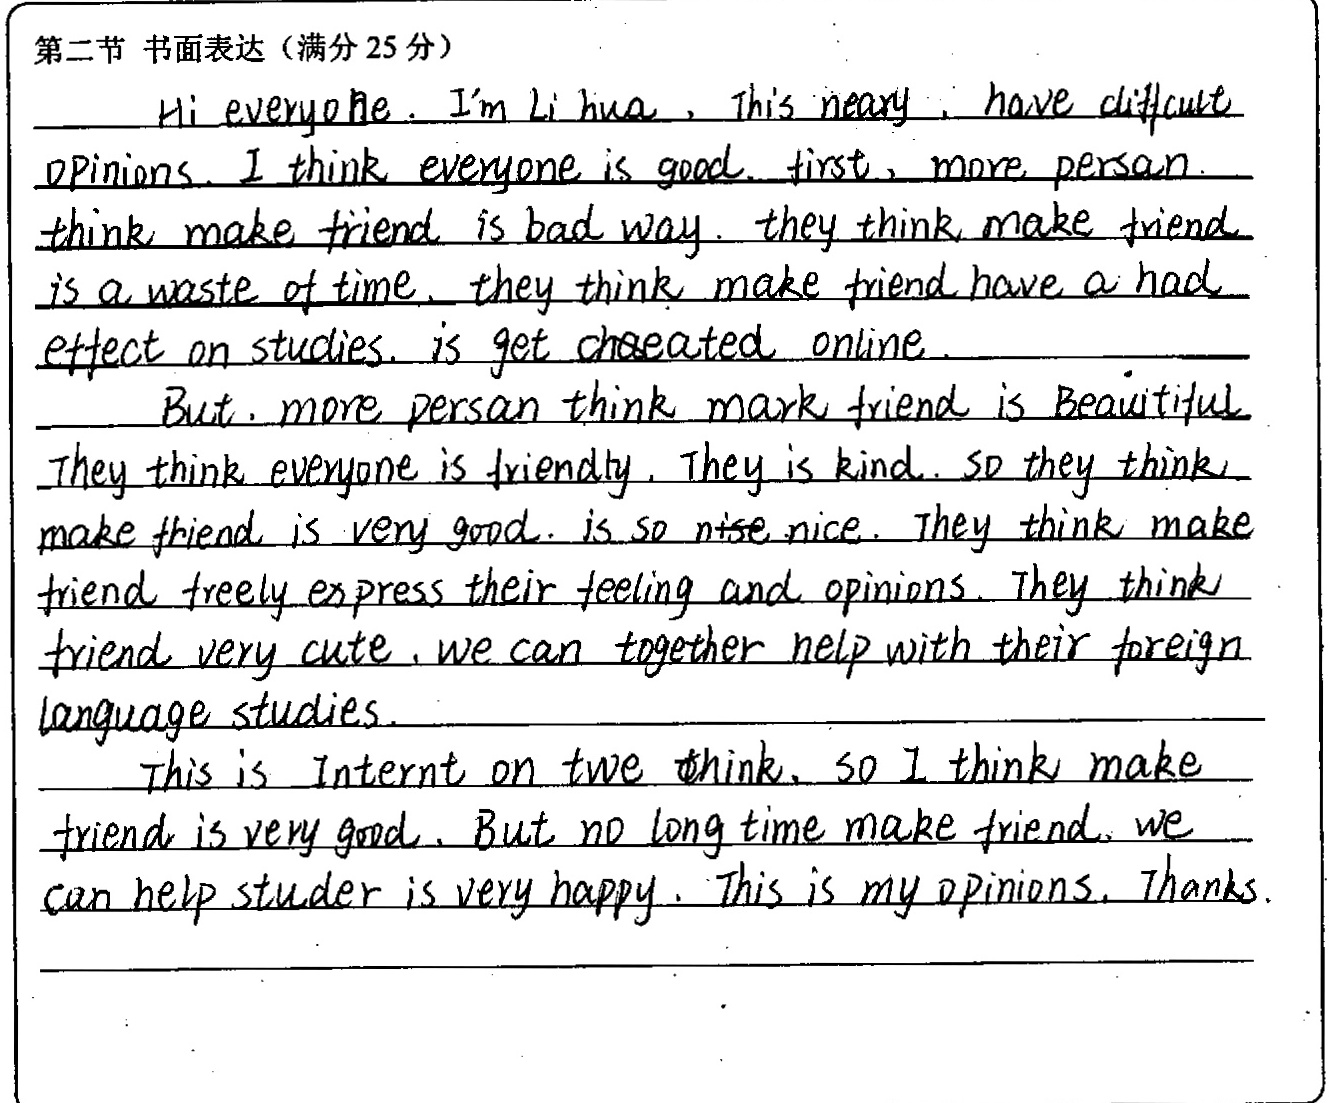 第二节 书面表达（满分 25 分）
Hi everyone. I'm Li hua, This neary, have difficult
opinions. I think everyone is good. first, more persan
think make friend is bad way. they think make friend
is a waste of time. they think make friend have a had
effect on studies. is get cheated online.
But. more persan think mark friend is Beauitiful
They think everyone is friendly. They is kind. so they think
make friend is very good. is so nise nice. They think make
friend freely express their feeling and opinions. They think
friend very cute. we can together help with their foreign
language studies.
This is Internt on twe think. so I think make
friend is very good. But no long time make friend. we
can help studer is very happy. This is my opinions. Thanks.